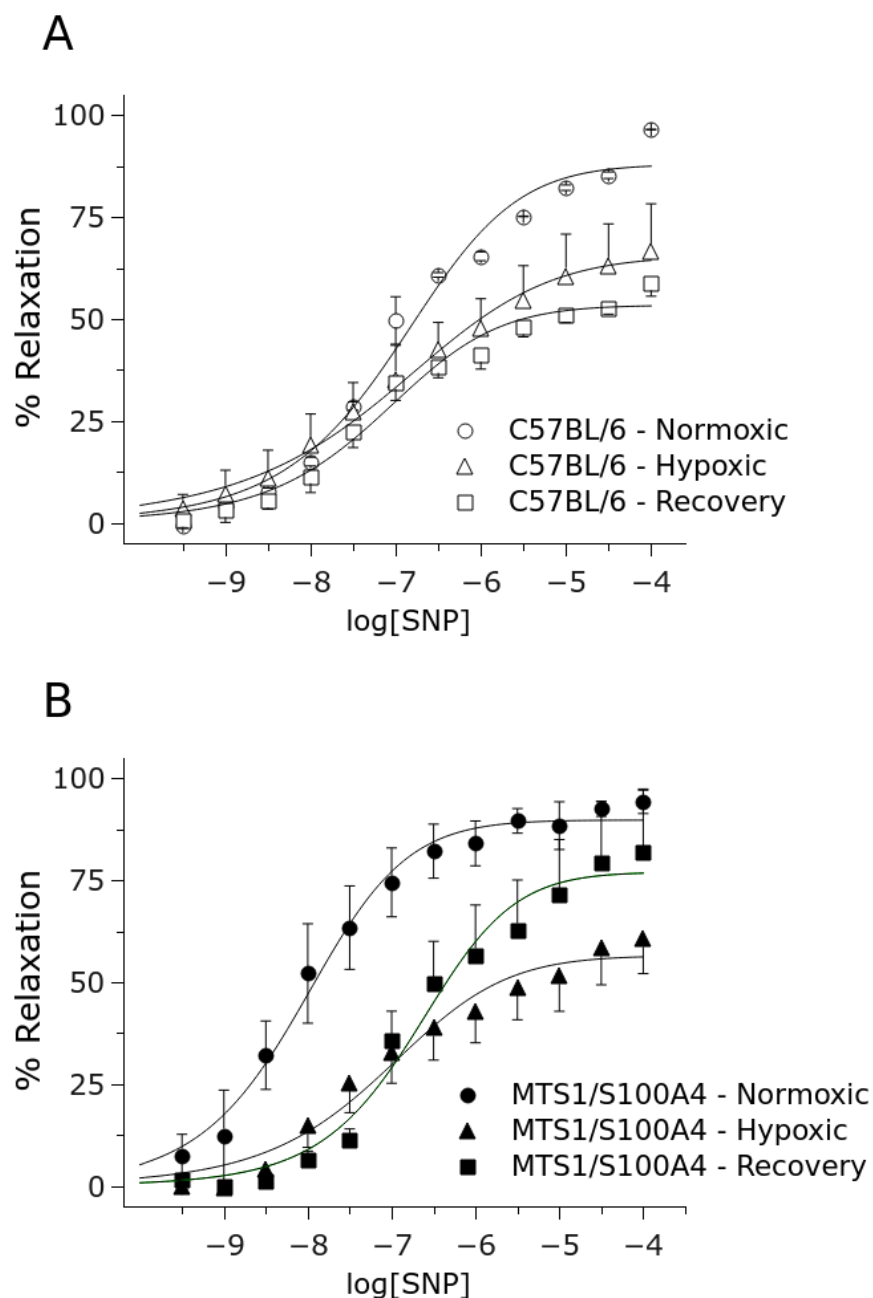 A
100
75
50
25
0
% Relaxation
C57BL/6 - Normoxic
C57BL/6 - Hypoxic
C57BL/6 - Recovery
−9 −8 −7 −6 −5 −4
log[SNP]
B
100
75
50
25
0
% Relaxation
MTS1/S100A4 - Normoxic
MTS1/S100A4 - Hypoxic
MTS1/S100A4 - Recovery
−9 −8 −7 −6 −5 −4
log[SNP]